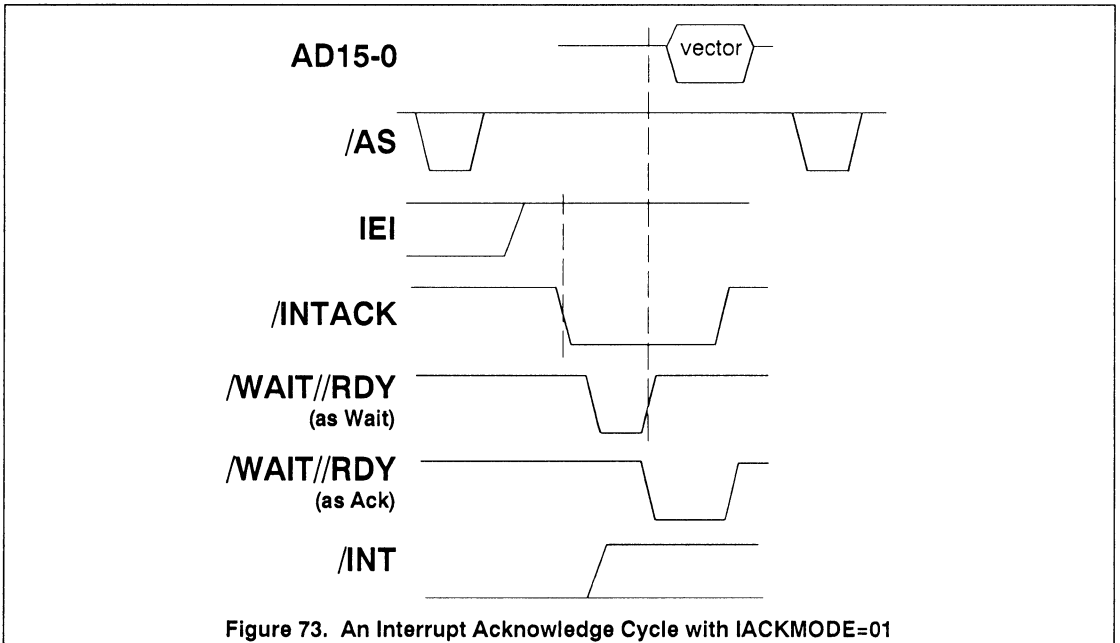 AD15-0
vector
/AS
IEI
/INTACK
/WAIT//RDY
(as Wait)
/WAIT//RDY
(as Ack)
/INT
Figure 73. An Interrupt Acknowledge Cycle with IACKMODE=01